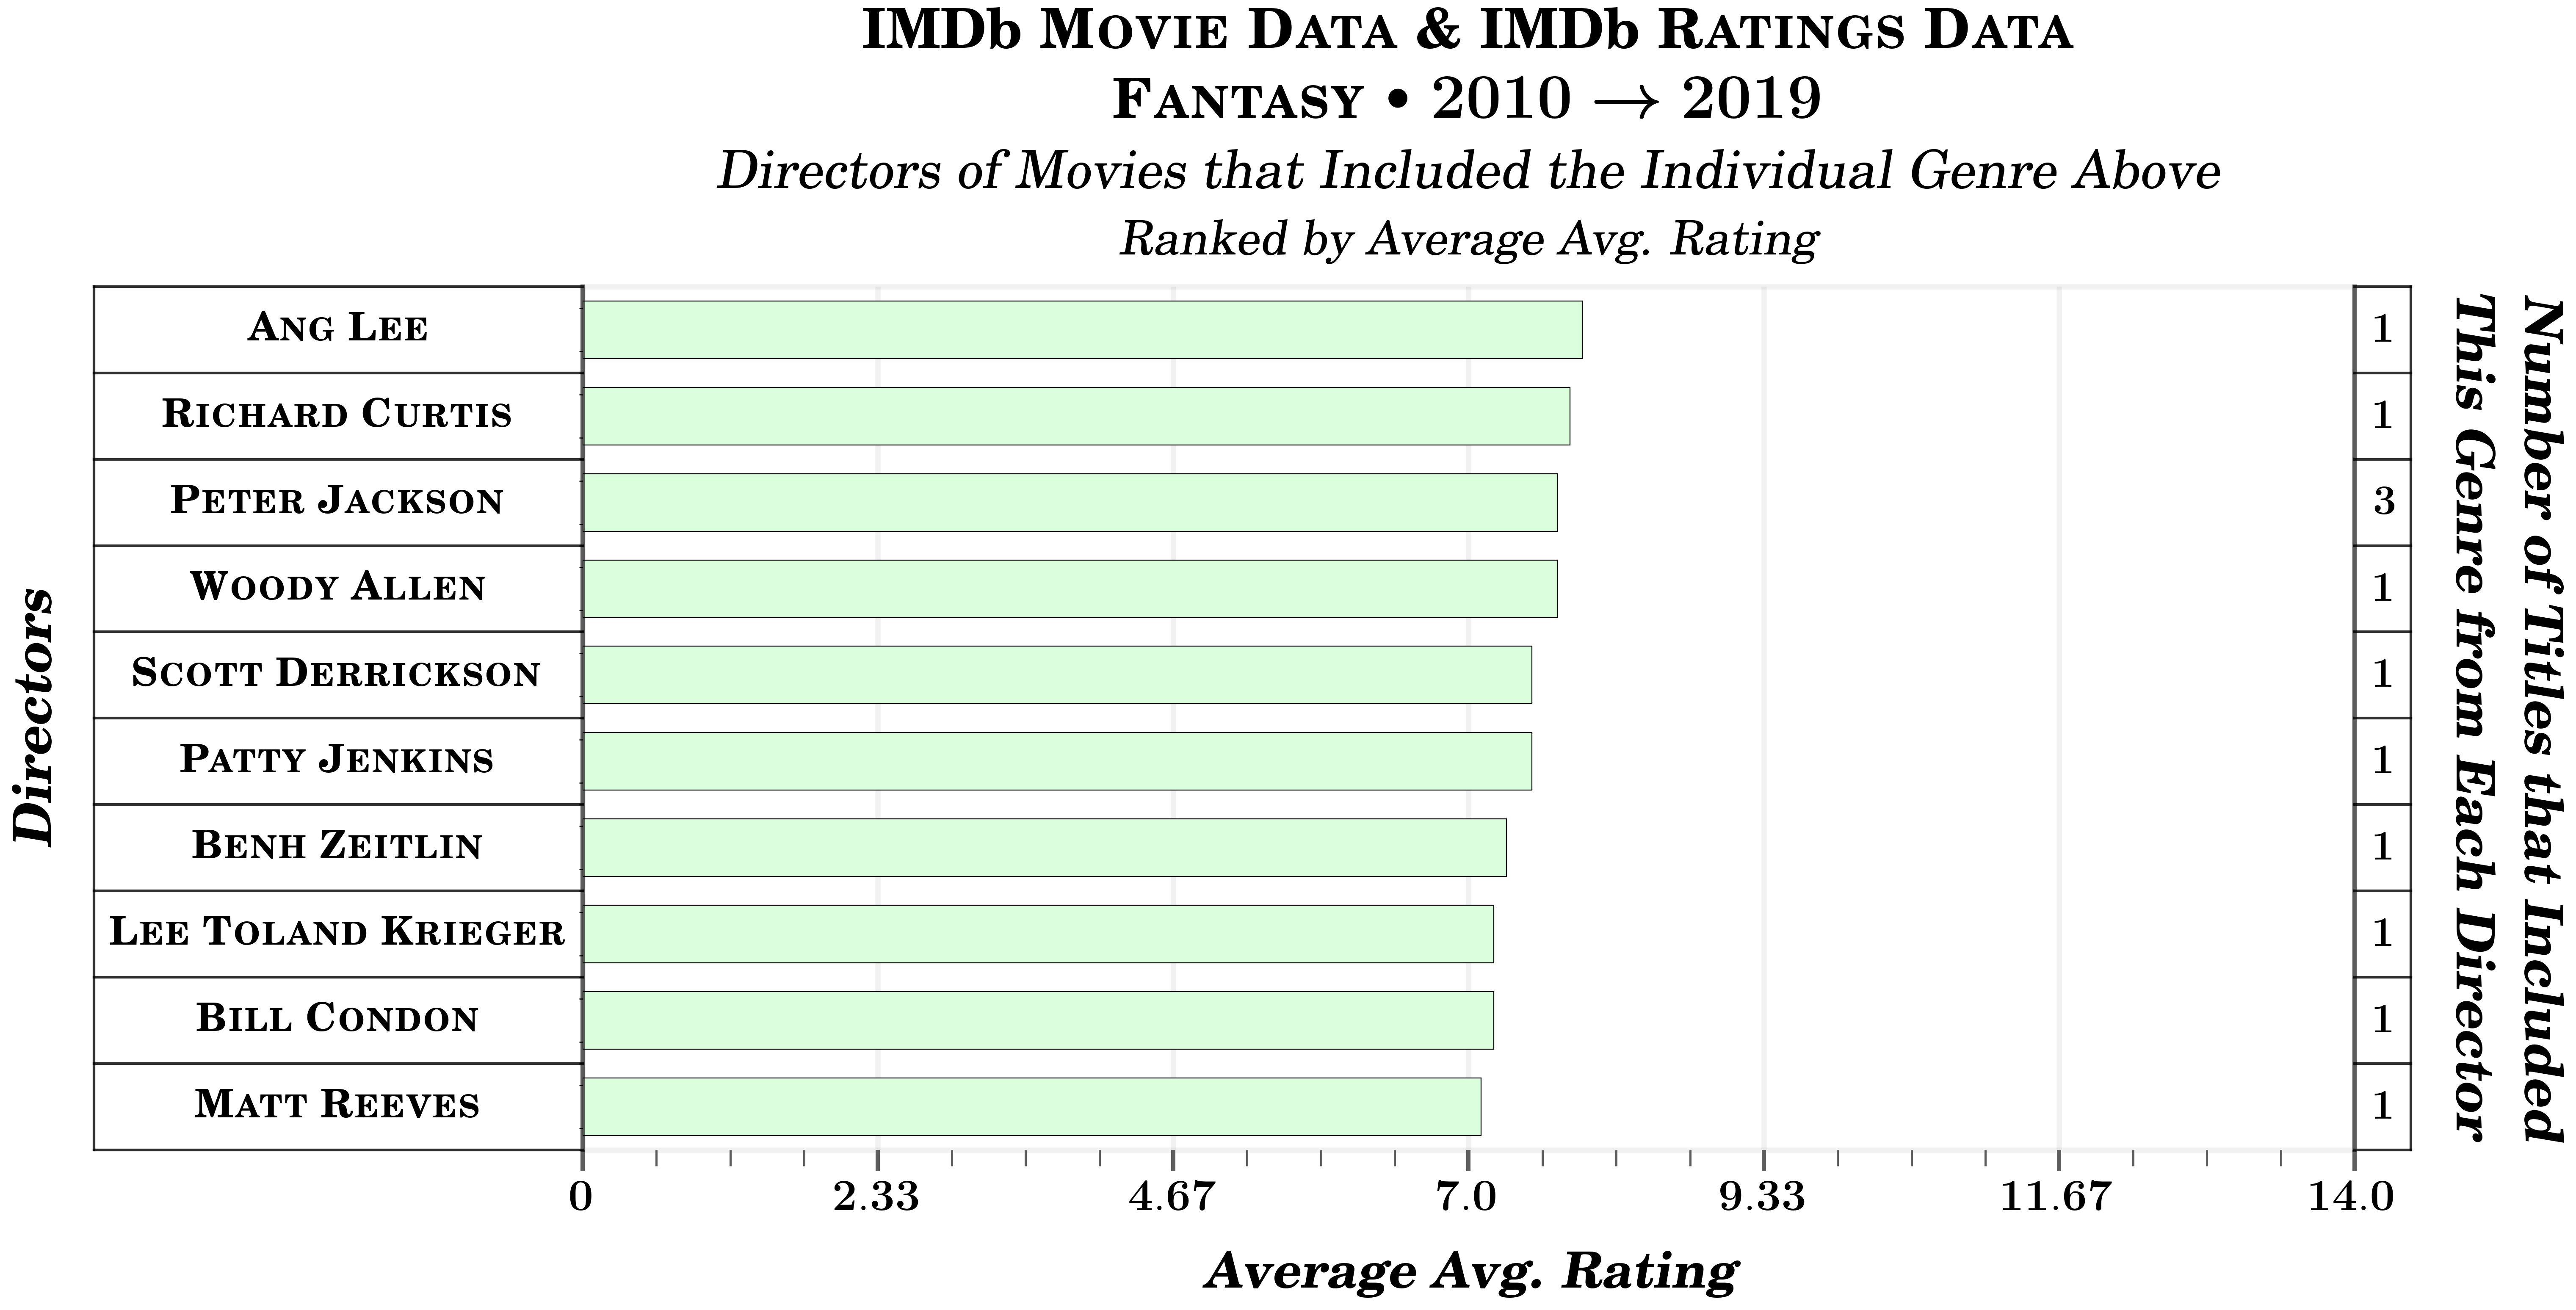 IMDb Movie Data & IMDb Ratings Data
Fantasy • 2010 → 2019
Directors of Movies that Included the Individual Genre Above
Ranked by Average Avg. Rating
Directors
Ang Lee
Richard Curtis
Peter Jackson
Woody Allen
Scott Derrickson
Patty Jenkins
Benh Zeitlin
Lee Toland Krieger
Bill Condon
Matt Reeves
1
1
3
1
1
1
1
1
1
1
Number of Titles that Included
This Genre from Each Director
0 2.33 4.67 7.0 9.33 11.67 14.0
Average Avg. Rating